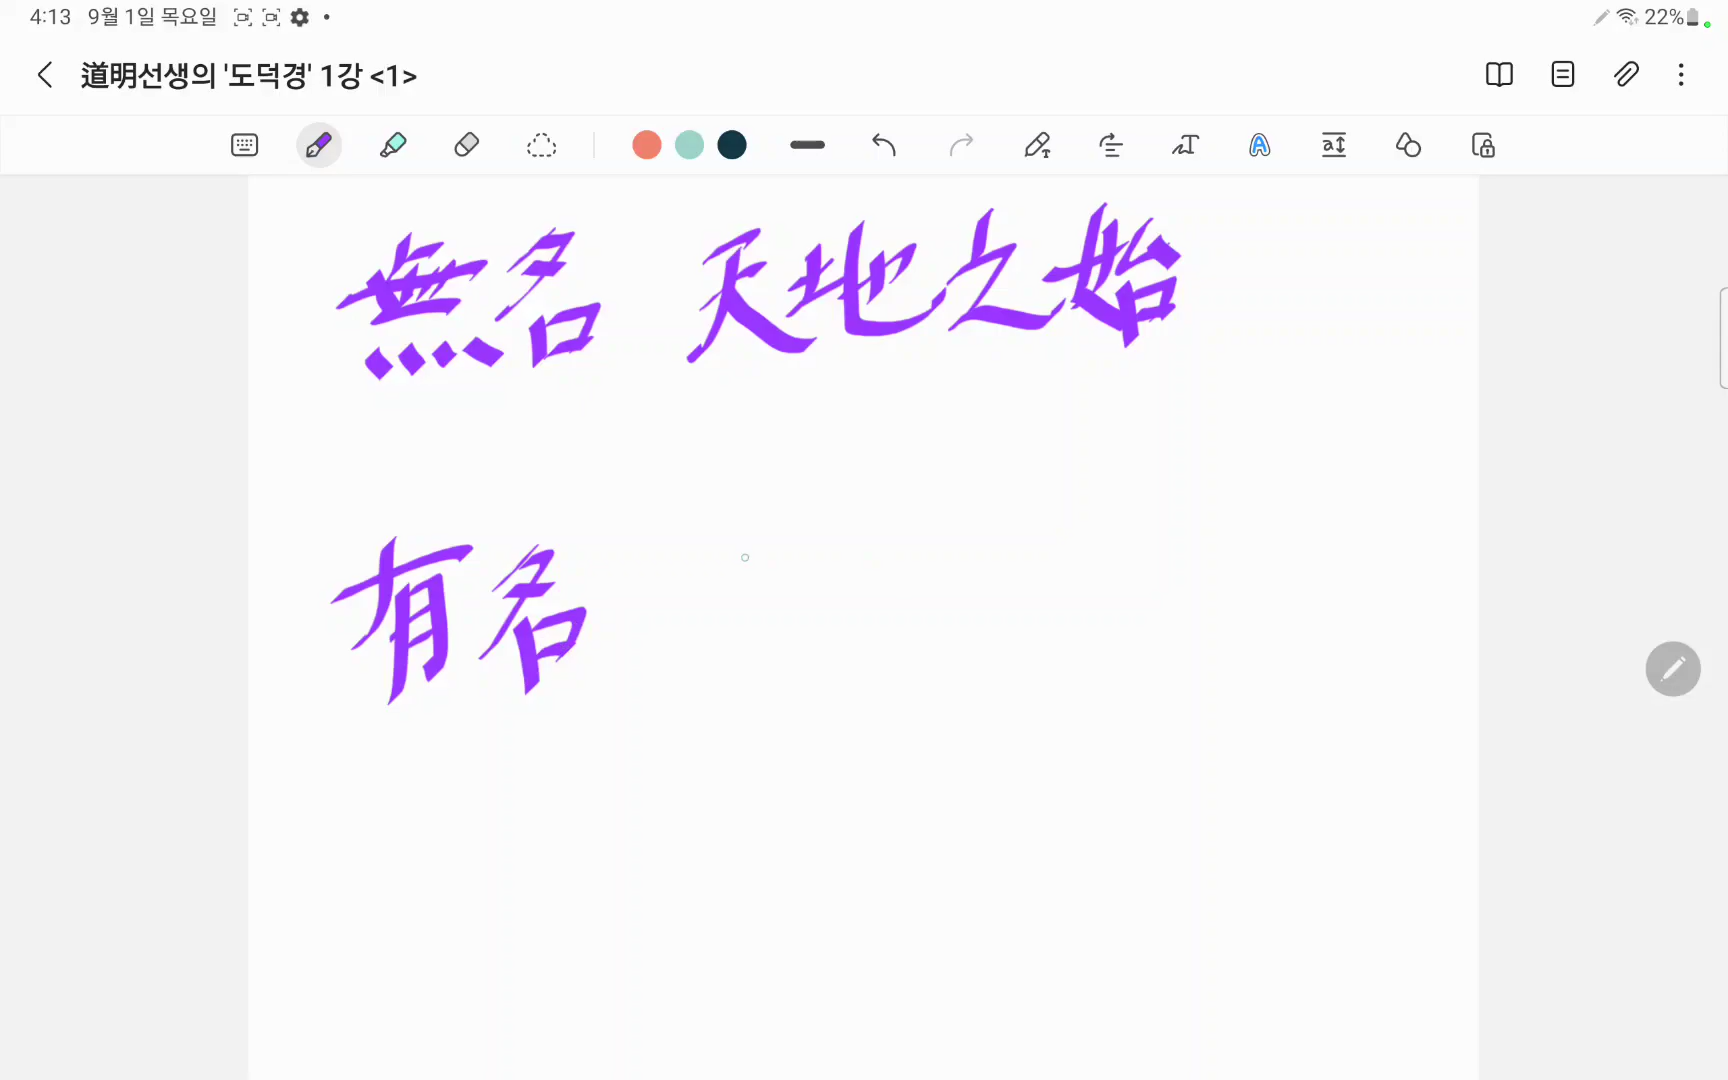 4:13 9월 1일 목요일 22%
道明선생의 '도덕경' 1강 <1>
無名 天地之始
有名